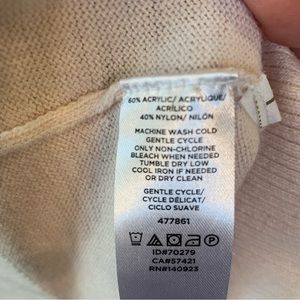 60% ACRYLIC/ ACRYLIQUE/
ACRÍLICO
40% NYLON/ NILÓN
MACHINE WASH COLD
GENTLE CYCLE
ONLY NON-CHLORINE
BLEACH WHEN NEEDED
TUMBLE DRY LOW
COOL IRON IF NEEDED
OR DRY CLEAN
GENTLE CYCLE/
CYCLE DÉLICAT/
CICLO SUAVE
477861
ID#70279
CA#57421
RN#140923